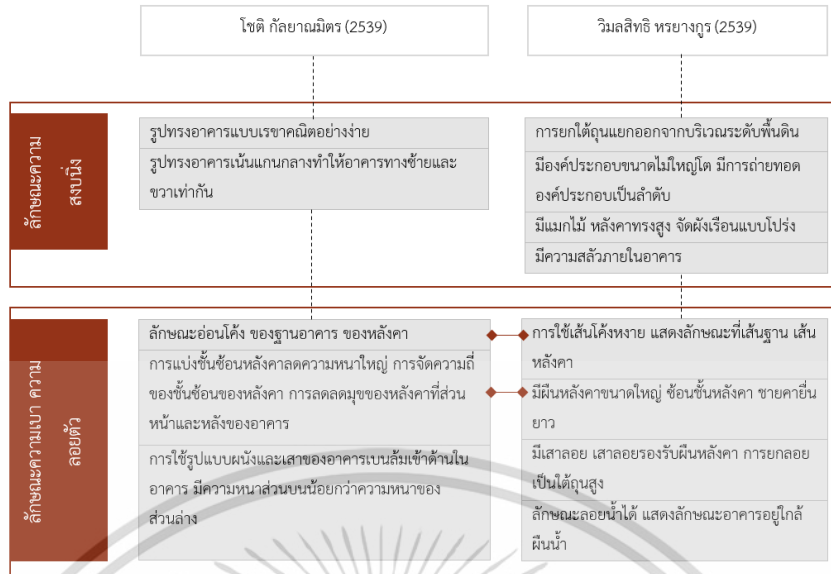 โชติ กัลยาณมิตร (2539)
วิมลสิทธิ หรยางกูร (2539)
ลักษณะความ
สงบนิ่ง
รูปทรงอาคารแบบเรขาคณิตอย่างง่าย
รูปทรงอาคารเน้นแกนกลางทำให้อาคารทางซ้ายและ
ขวาเท่ากัน
การยกใต้ถุนแยกออกจากบริเวณระดับพื้นดิน
มีองค์ประกอบขนาดไม่ใหญ่โต มีการถ่ายทอด
องค์ประกอบเป็นลำดับ
มีแมกไม้ หลังคาทรงสูง จัดผังเรือนแบบโปร่ง
มีความสลัวภายในอาคาร
ลักษณะความเบา ความ
ลอยตัว
ลักษณะอ่อนโค้ง ของฐานอาคาร ของหลังคา
การแบ่งชั้นซ้อนหลังคาลดความหนาใหญ่ การจัดความถี่
ของชั้นซ้อนของหลังคา การลดลดมุขของหลังคาที่ส่วน
หน้าและหลังของอาคาร
การใช้รูปแบบผนังและเสาของอาคารเบนล้มเข้าด้านใน
อาคาร มีความหนาส่วนบนน้อยกว่าความหนาของ
ส่วนล่าง
การใช้เส้นโค้งหงาย แสดงลักษณะที่เส้นฐาน เส้น
หลังคา
มีผืนหลังคาขนาดใหญ่ ซ้อนชั้นหลังคา ชายคายื่น
ยาว
มีเสาลอย เสาลอยรองรับผืนหลังคา การยกลอย
เป็นใต้ถุนสูง
ลักษณะลอยน้ำได้ แสดงลักษณะอาคารอยู่ใกล้
ผืนน้ำ